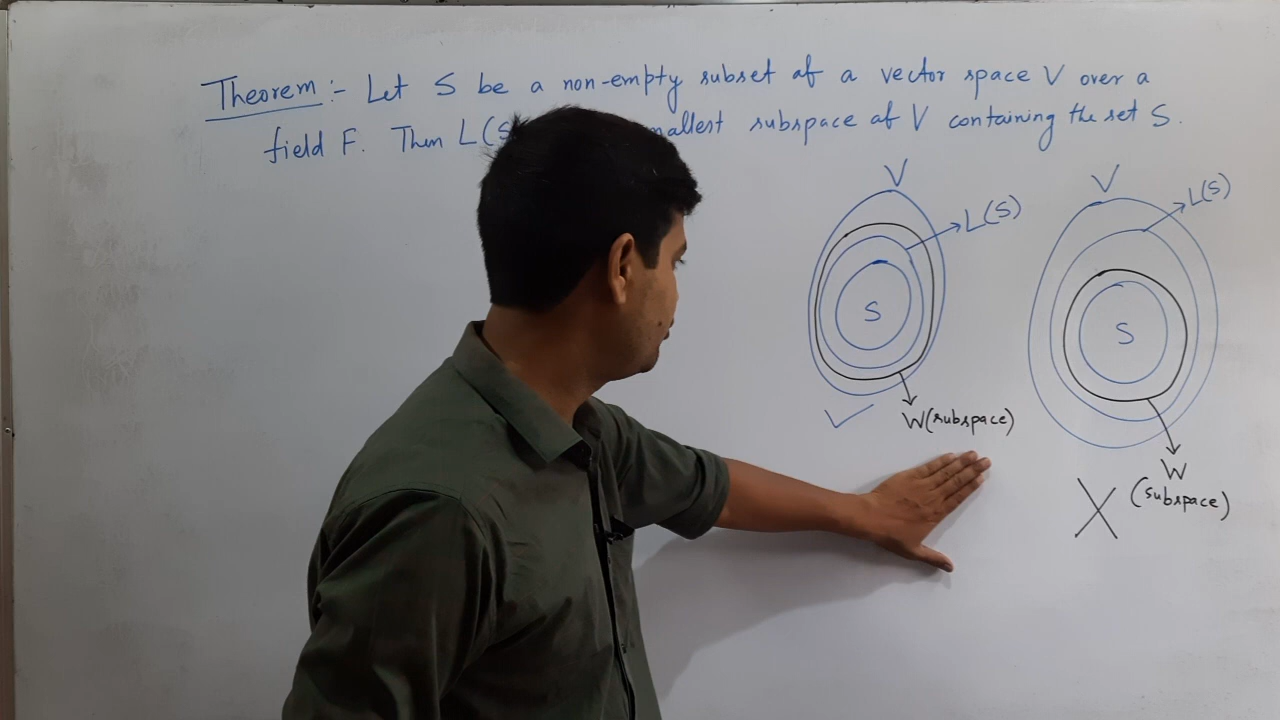 Theorem :- Let S be a non-empty subset of a vector space V over a
field F. Then subspace of V containing the set S.
V
L(S)
S
W(subspace)
V
L(S)
S
W
(subspace)